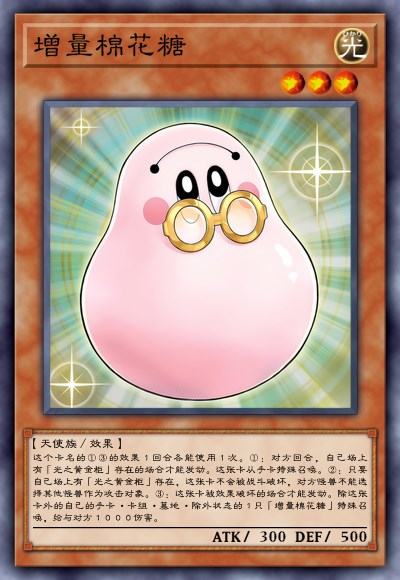 增量棉花糖
ひかり
光
【天使族/效果】
这个卡名的①③的效果1回合各能使用1次。①：对方回合，自己场上
有「光之黄金柜」存在的场合才能发动。这张卡从手卡特殊召唤。②：只要
自己场上有「光之黄金柜」存在，这张卡不会被战斗破坏，对方怪兽不能选
择其他怪兽作为攻击对象。③：这张卡被效果破坏的场合才能发动。除这张
卡外的自己的手卡·卡组·墓地·除外状态的1只「增量棉花糖」特殊召
唤，给与对方1000伤害。
ATK/ 300 DEF/ 500